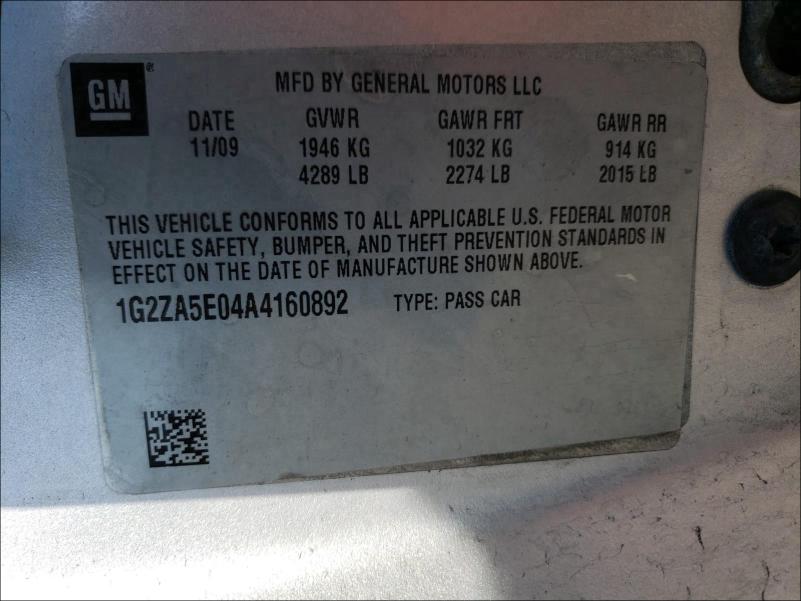 GM®
MFD BY GENERAL MOTORS LLC
DATE GVWR GAWR FRT GAWR RR
11/09 1946 KG 1032 KG 914 KG
4289 LB 2274 LB 2015 LB
THIS VEHICLE CONFORMS TO ALL APPLICABLE U.S. FEDERAL MOTOR
VEHICLE SAFETY, BUMPER, AND THEFT PREVENTION STANDARDS IN
EFFECT ON THE DATE OF MANUFACTURE SHOWN ABOVE.
1G2ZA5E04A4160892 TYPE: PASS CAR